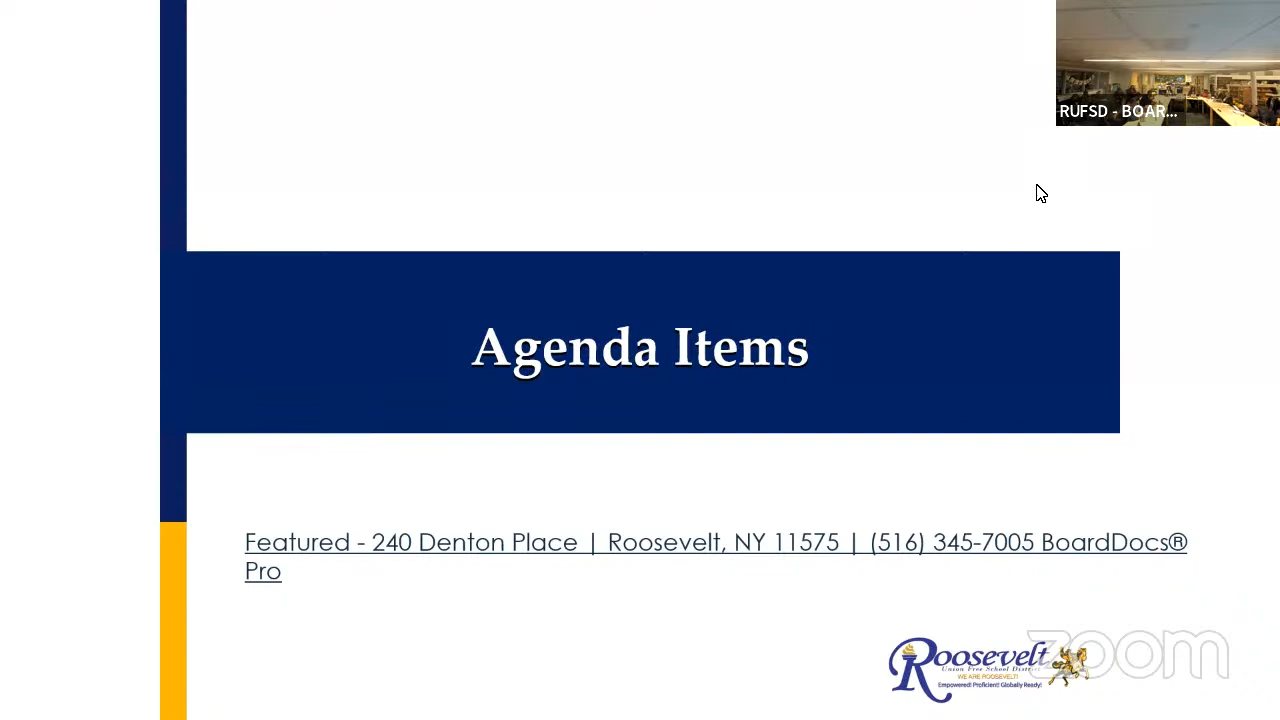 RUFSD - BOAR...
Agenda Items
Featured - 240 Denton Place | Roosevelt, NY 11575 | (516) 345-7005 BoardDocs®
Pro
Roosevelt
Union Free School District
WE ARE ROOSEVELT!
Empowered! Proficient! Globally Ready!
zoom